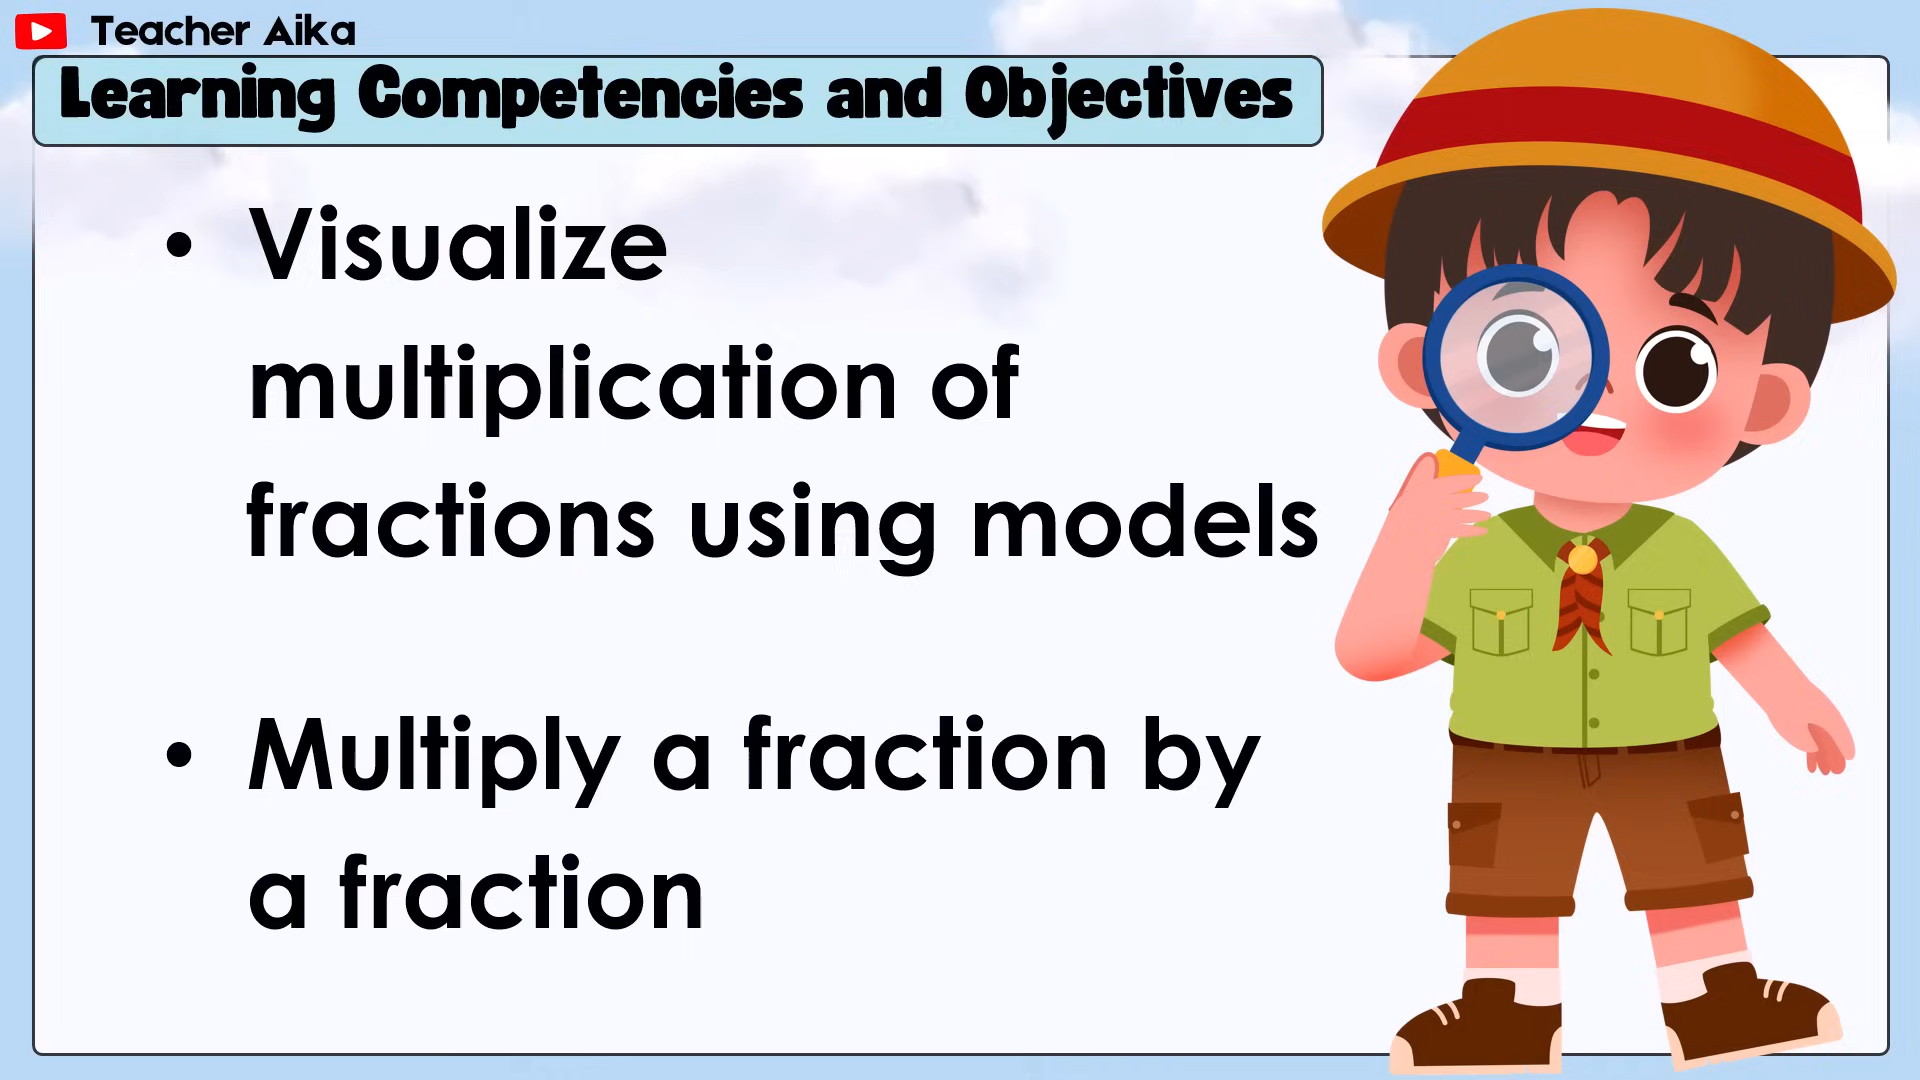 Teacher Aika
Learning Competencies and Objectives
• Visualize
multiplication of
fractions using models
• Multiply a fraction by
a fraction